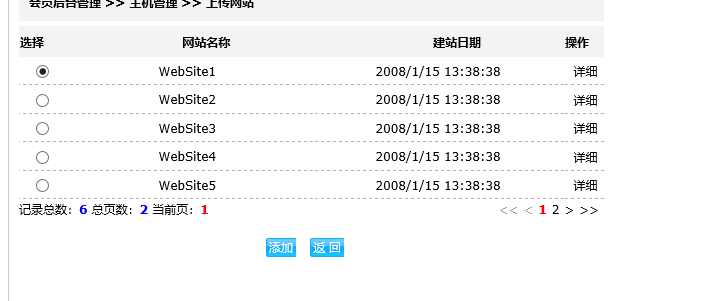 会员后台管理 >> 主机管理 >> 上传网站
选择 网站名称 建站日期 操作
WebSite1 2008/1/15 13:38:38 详细
WebSite2 2008/1/15 13:38:38 详细
WebSite3 2008/1/15 13:38:38 详细
WebSite4 2008/1/15 13:38:38 详细
WebSite5 2008/1/15 13:38:38 详细
记录总数：6 总页数：2 当前页：1 << < 1 2 > >>
添加 返 回